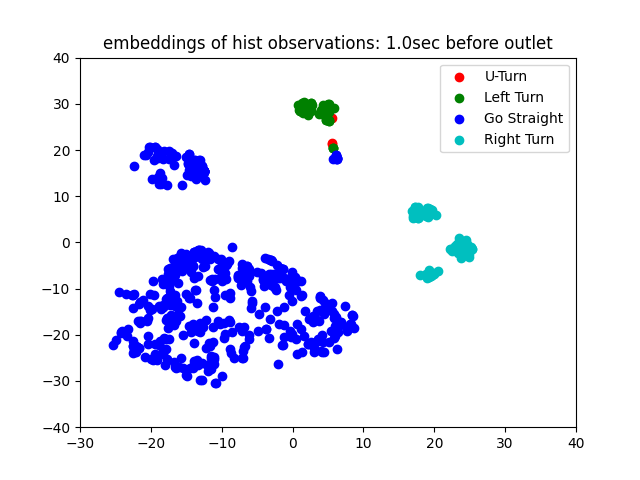 embeddings of hist observations: 1.0sec before outlet
U-Turn
Left Turn
Go Straight
Right Turn
40
30
20
10
0
−10
−20
−30
−40
−30 −20 −10 0 10 20 30 40